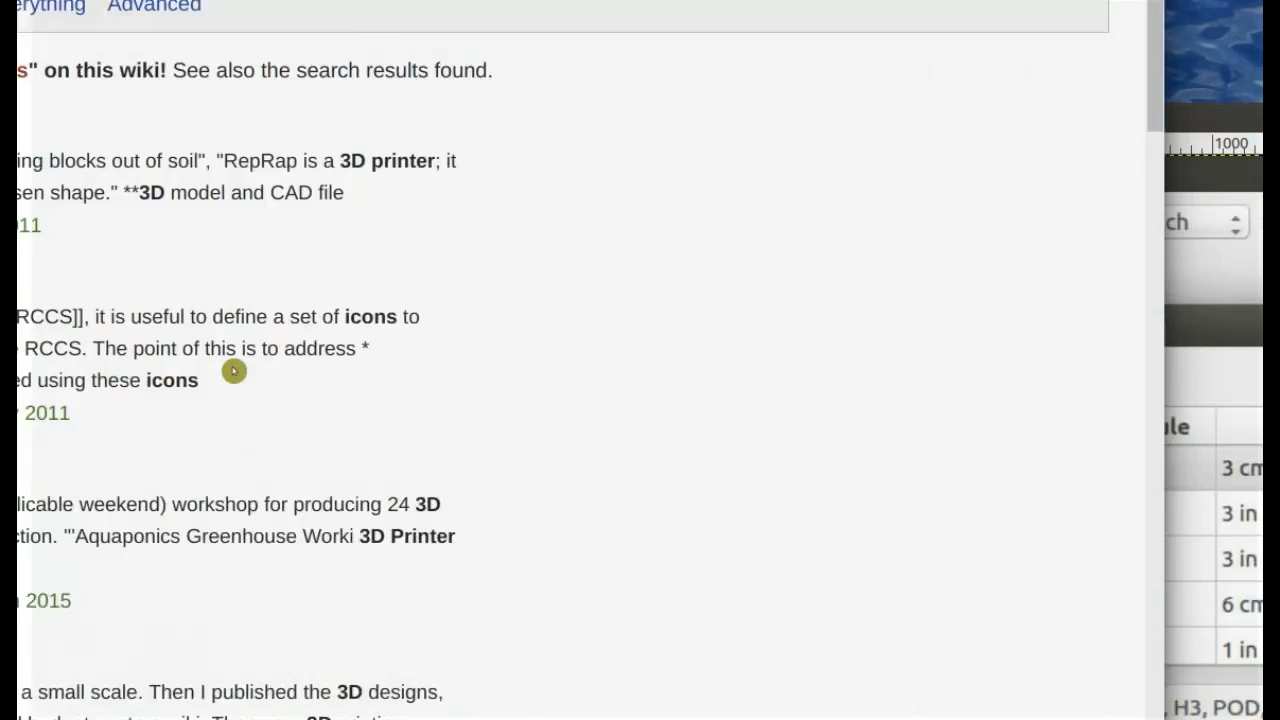 erything Advanced
s" on this wiki! See also the search results found.
ing blocks out of soil", "RepRap is a 3D printer; it
sen shape." **3D model and CAD file
011
RCCS]], it is useful to define a set of icons to
RCCS. The point of this is to address *
ed using these icons
2011
licable weekend) workshop for producing 24 3D
ction. '"Aquaponics Greenhouse Worki 3D Printer
2015
a small scale. Then I published the 3D designs,
1000
ch
ule
3 cm
3 in
3 in
6 cm
1 in
, H3, POD,